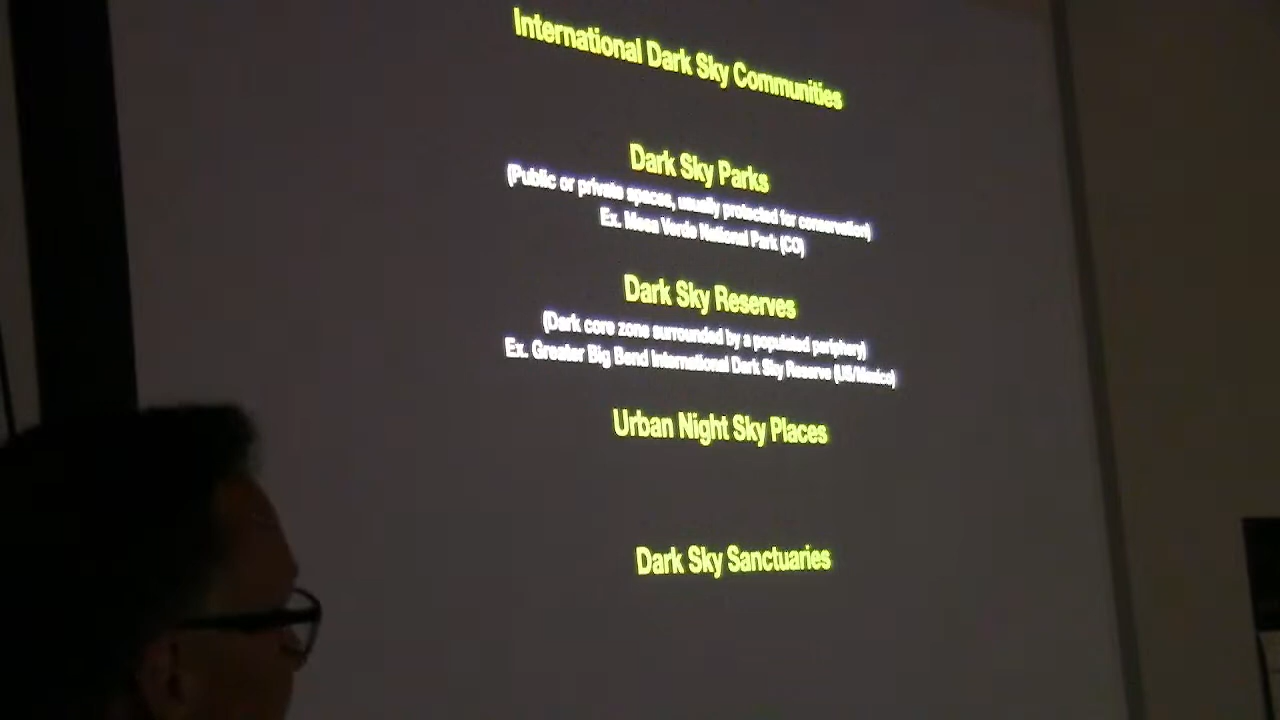 International Dark Sky Communities
Dark Sky Parks
(Public or private spaces, usually protected for conservation)
Ex. Mesa Verde National Park (CO)
Dark Sky Reserves
(Dark core zone surrounded by a populated periphery)
Ex. Greater Big Bend International Dark Sky Reserve (US/Mexico)
Urban Night Sky Places
Dark Sky Sanctuaries